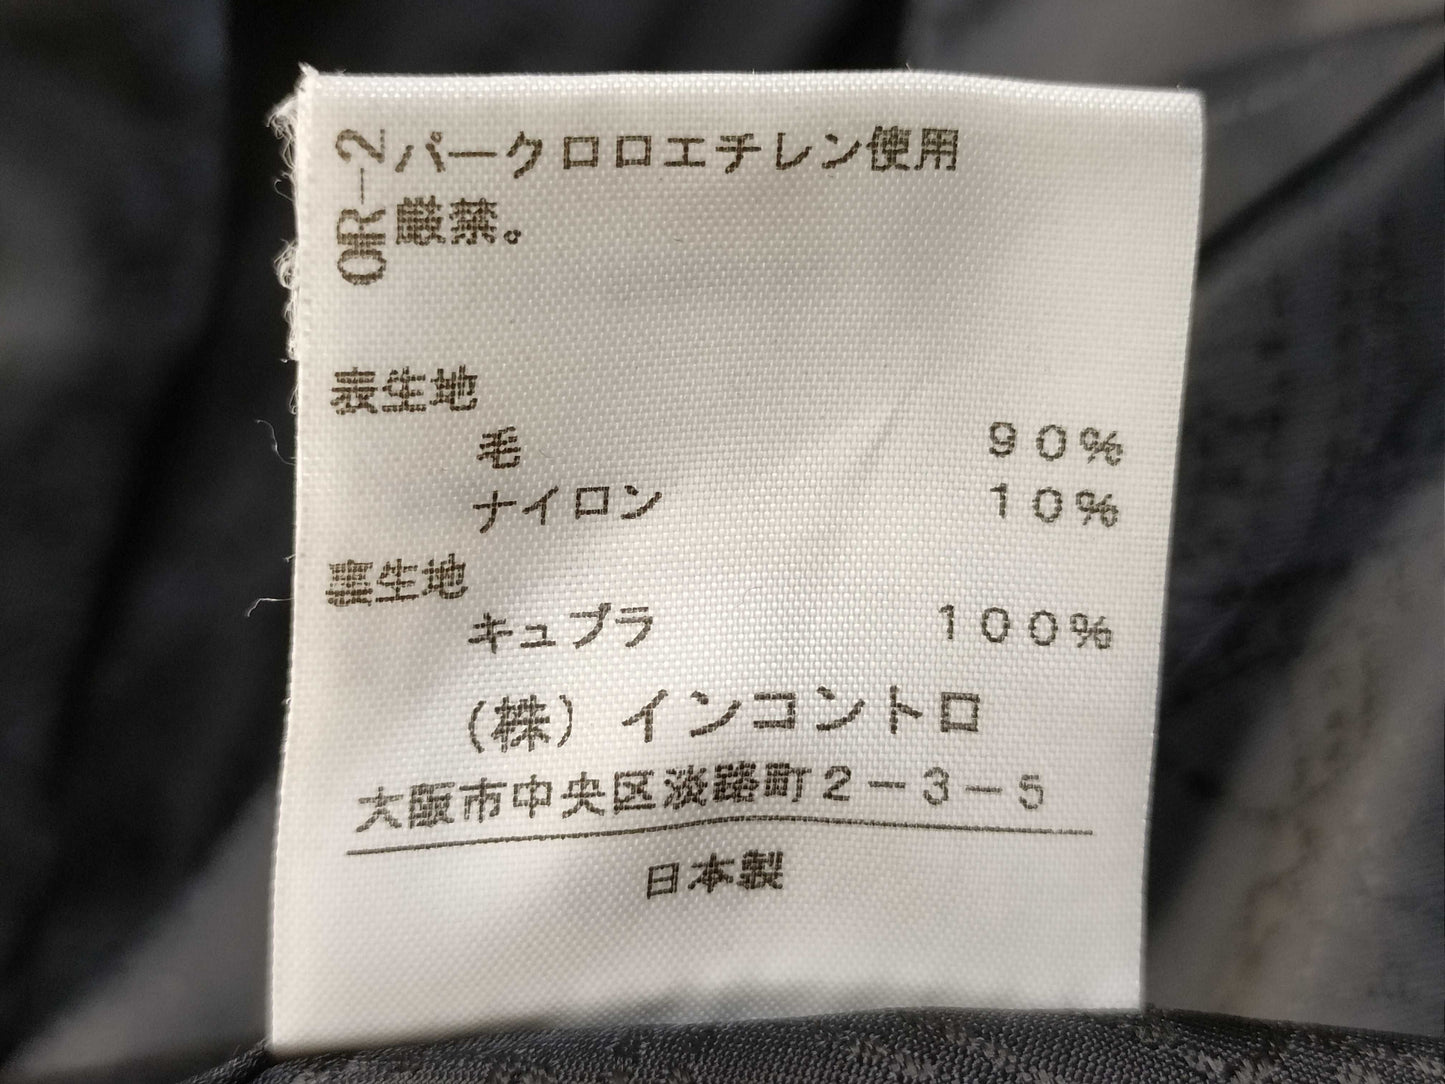 OR-2
パークロロエチレン使用
厳禁。
表生地
毛 90%
ナイロン 10%
裏生地
キュプラ 100%
(株) インコントロ
大阪市中央区淡路町2-3-5
日本製